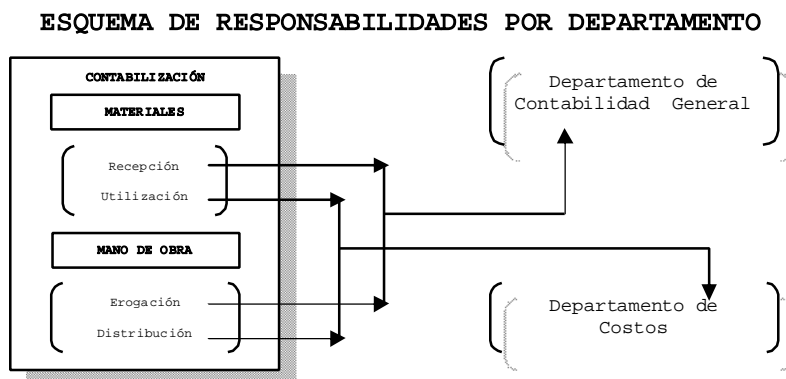 ESQUEMA DE RESPONSABILIDADES POR DEPARTAMENTO
CONTABILIZACIÓN
MATERIALES
Recepción
Utilización
MANO DE OBRA
Erogación
Distribución
Departamento de
Contabilidad General
Departamento de
Costos